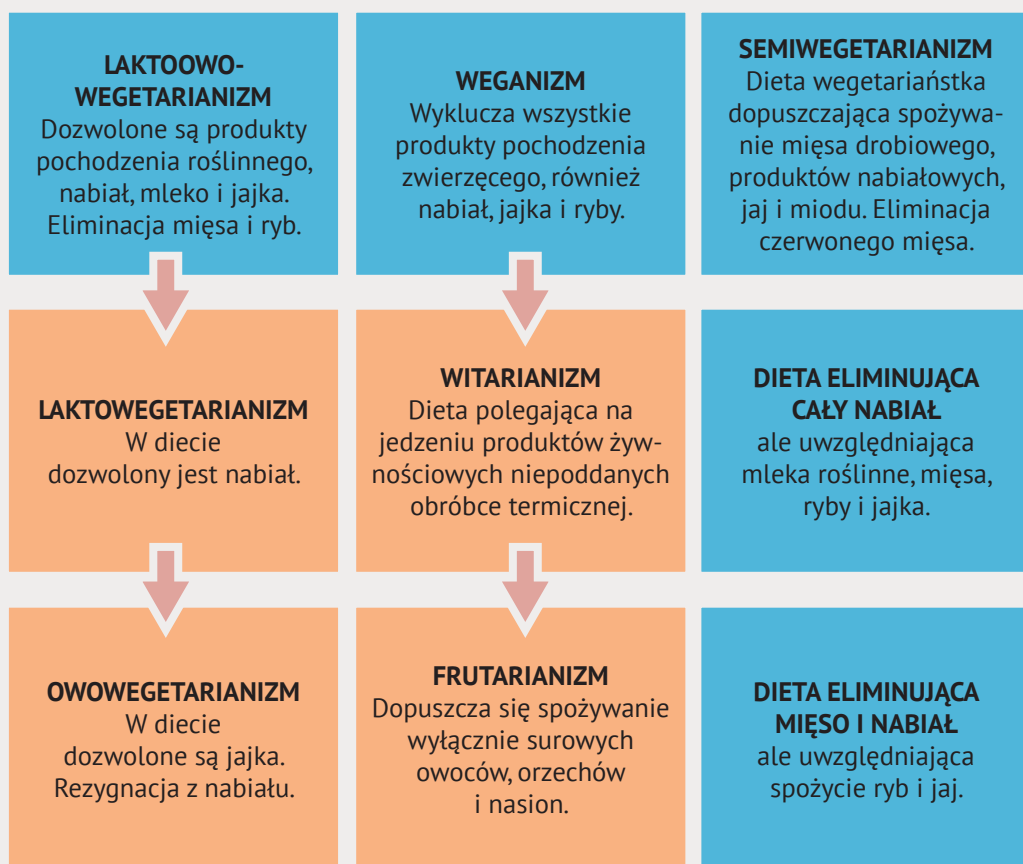 LAKTOOWO-
WEGETARIANIZM
Dozwolone są produkty
pochodzenia roślinnego,
nabiał, mleko i jajka.
Eliminacja mięsa i ryb.
WEGANIZM
Wyklucza wszystkie
produkty pochodzenia
zwierzęcego, również
nabiał, jajka i ryby.
SEMIWEGETARIANIZM
Dieta wegetariaństka
dopuszczająca spożywa-
nie mięsa drobiowego,
produktów nabiałowych,
jaj i miodu. Eliminacja
czerwonego mięsa.
LAKTOWEGETARIANIZM
W diecie
dozwolony jest nabiał.
WITARIANIZM
Dieta polegająca na
jedzeniu produktów żyw-
nościowych niepoddanych
obróbce termicznej.
DIETA ELIMINUJĄCA
CAŁY NABIAŁ
ale uwzględniająca
mleka roślinne, mięsa,
ryby i jajka.
OWOWEGETARIANIZM
W diecie
dozwolone są jajka.
Rezygnacja z nabiału.
FRUTARIANIZM
Dopuszcza się spożywanie
wyłącznie surowych
owoców, orzechów
i nasion.
DIETA ELIMINUJĄCA
MIĘSO I NABIAŁ
ale uwzględniająca
spożycie ryb i jaj.